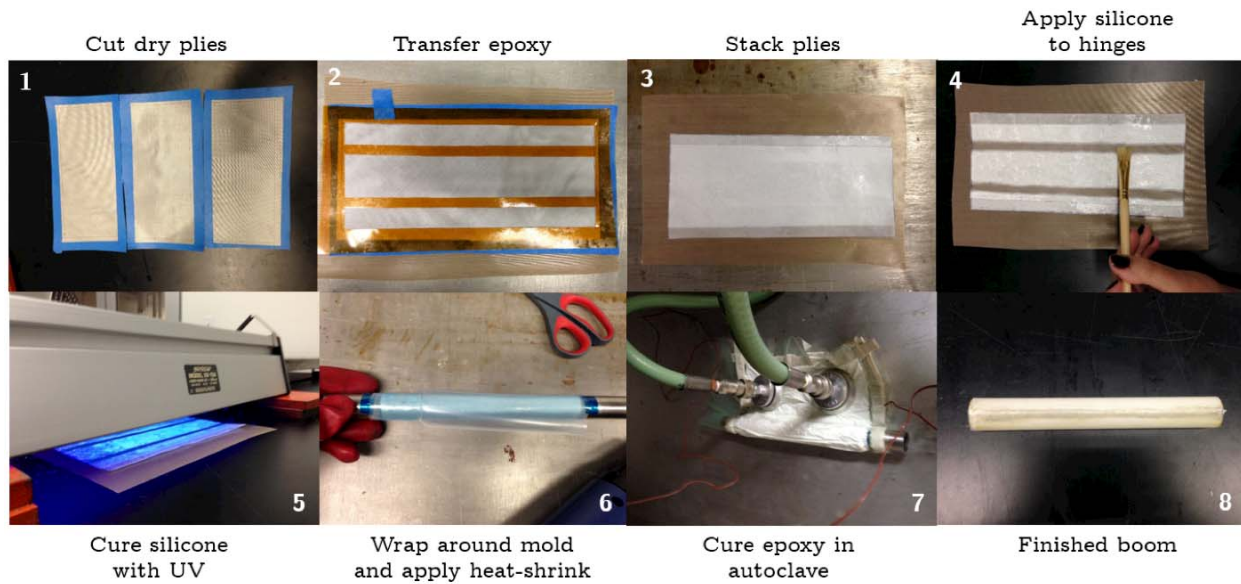 Cut dry plies
Transfer epoxy
Stack plies
Apply silicone
to hinges
1
2
3
4
5
6
7
8
Cure silicone
with UV
Wrap around mold
and apply heat-shrink
Cure epoxy in
autoclave
Finished boom